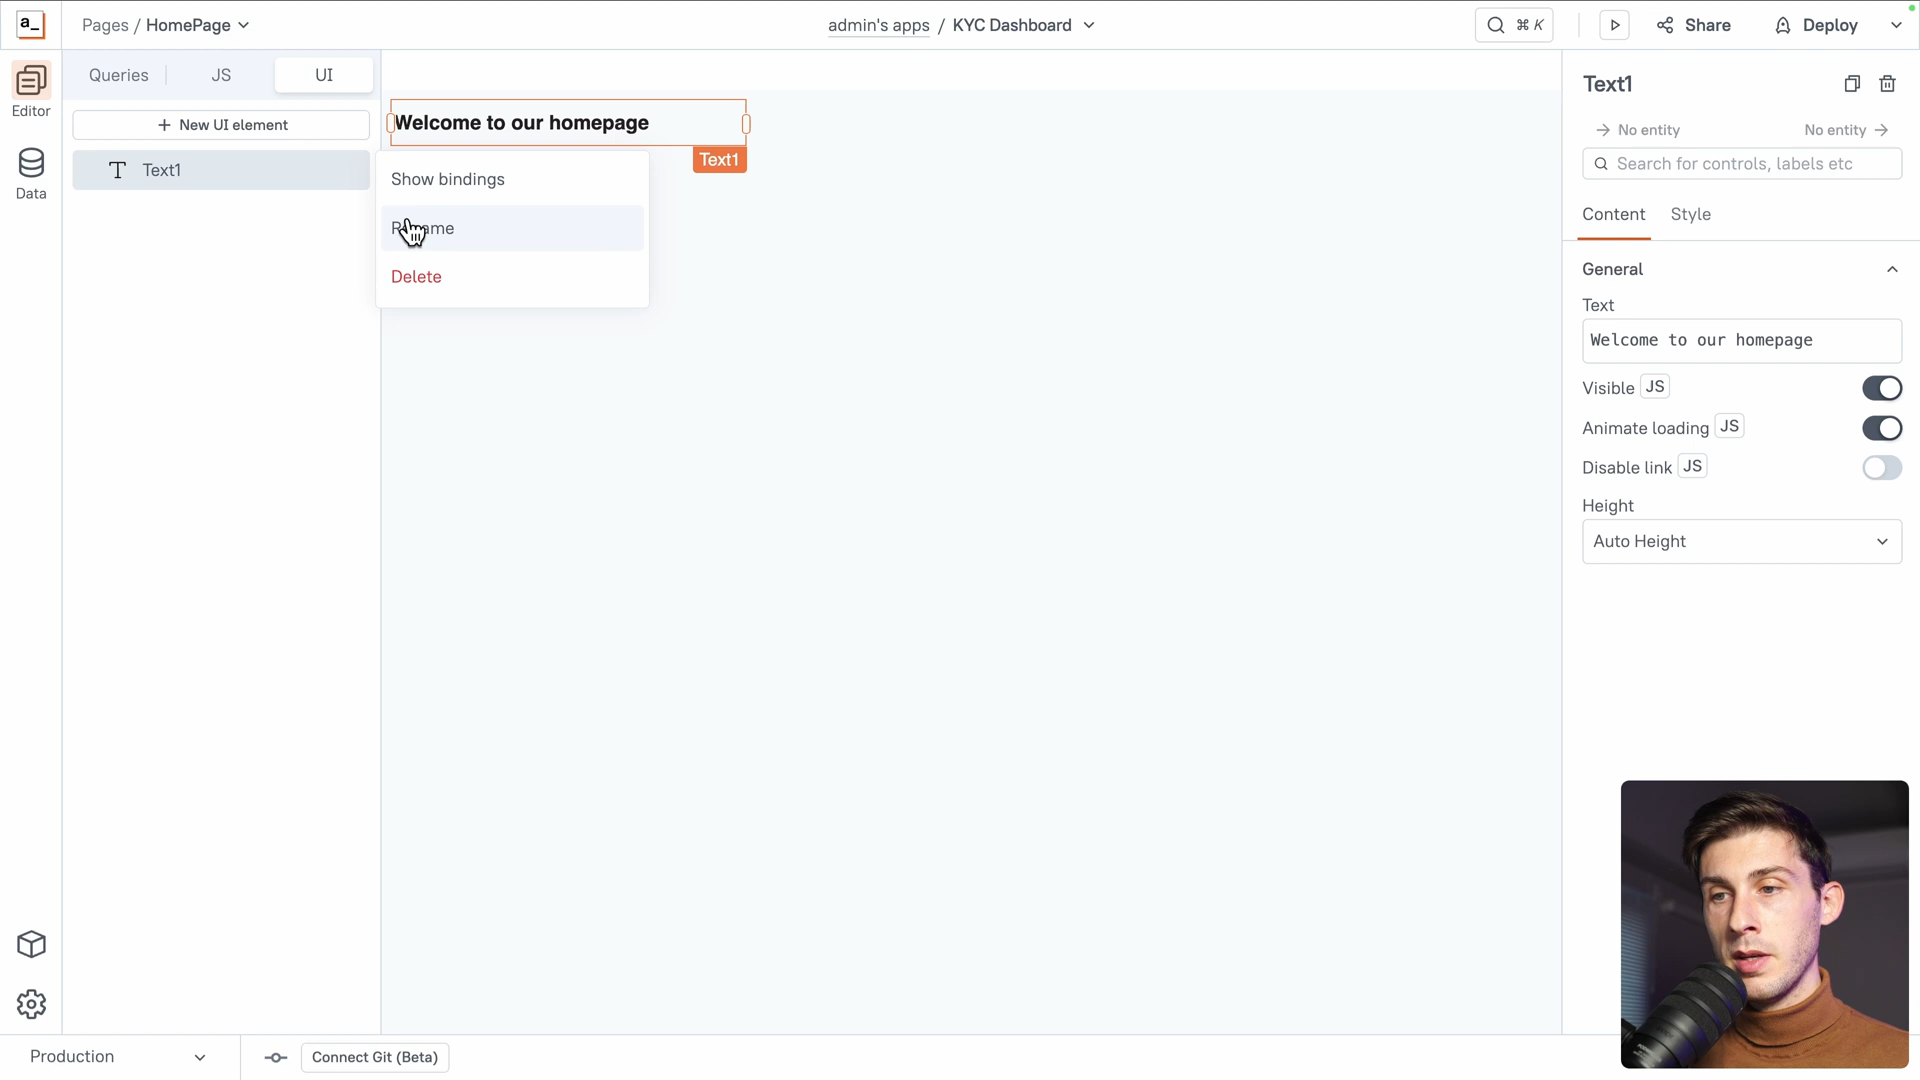 a_
Pages / HomePage
admin's apps / KYC Dashboard
⌘ K
Share
Deploy
Editor
Data
Queries
JS
UI
+ New UI element
Text1
Welcome to our homepage
Text1
Show bindings
Rename
Delete
Text1
→ No entity
No entity →
Search for controls, labels etc
Content
Style
General
Text
Welcome to our homepage
Visible JS
Animate loading JS
Disable link JS
Height
Auto Height
Production
Connect Git (Beta)